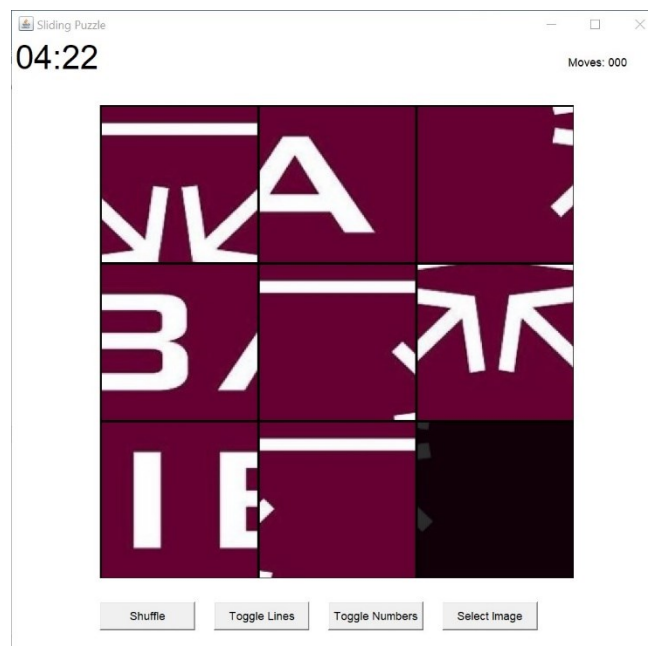 Sliding Puzzle
04:22
Moves: 000
A
B
I
Shuffle Toggle Lines Toggle Numbers Select Image